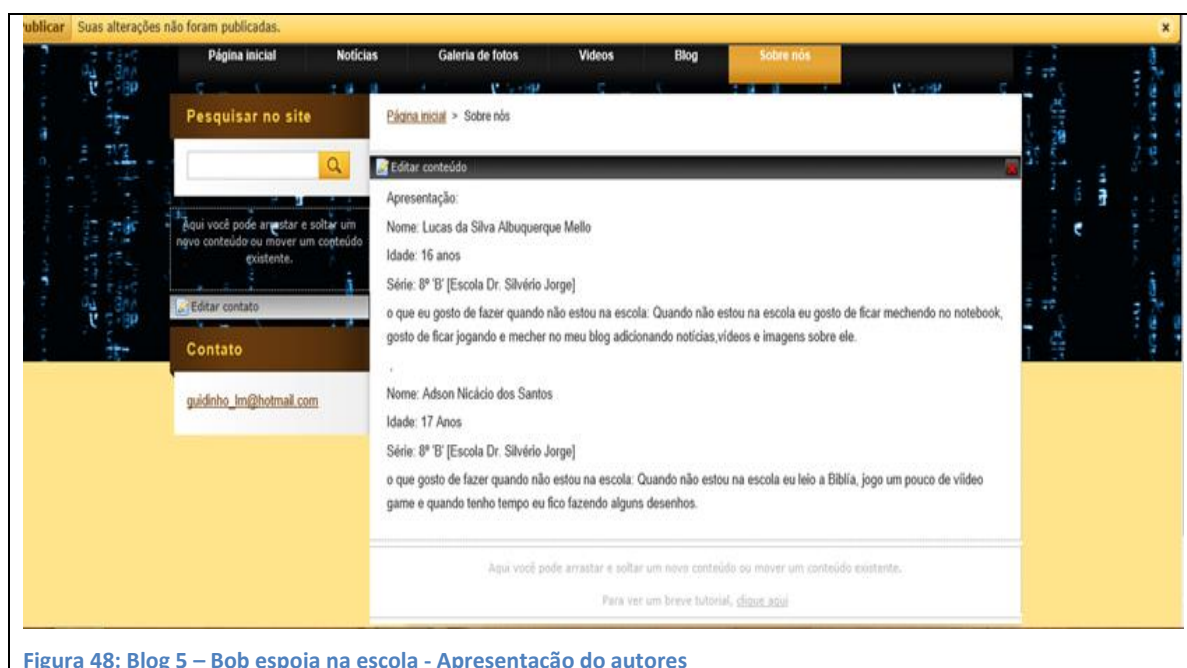 ublicar Suas alterações não foram publicadas.
Página inicial Notícias Galeria de fotos Videos Blog Sobre nós
Pesquisar no site
Página inicial > Sobre nós
Editar conteúdo
Aqui você pode arrastar e soltar um
novo conteúdo ou mover um conteúdo
existente.
Editar contato
Contato
guidinho_lm@hotmail.com
Apresentação:
Nome: Lucas da Silva Albuquerque Mello
Idade: 16 anos
Série: 8º 'B' [Escola Dr. Silvério Jorge]
o que eu gosto de fazer quando não estou na escola: Quando não estou na escola eu gosto de ficar mechendo no notebook,
gosto de ficar jogando e mecher no meu blog adicionando notícias,vídeos e imagens sobre ele.
.
Nome: Adson Nicácio dos Santos
Idade: 17 Anos
Série: 8º 'B' [Escola Dr. Silvério Jorge]
o que gosto de fazer quando não estou na escola: Quando não estou na escola eu leio a Biblía, jogo um pouco de viídeo
game e quando tenho tempo eu fico fazendo alguns desenhos.
Aqui você pode arrastar e soltar um novo conteúdo ou mover um conteúdo existente.
Para ver um breve tutorial, clique aqui
Figura 48: Blog 5 – Bob espoja na escola - Apresentação do autores